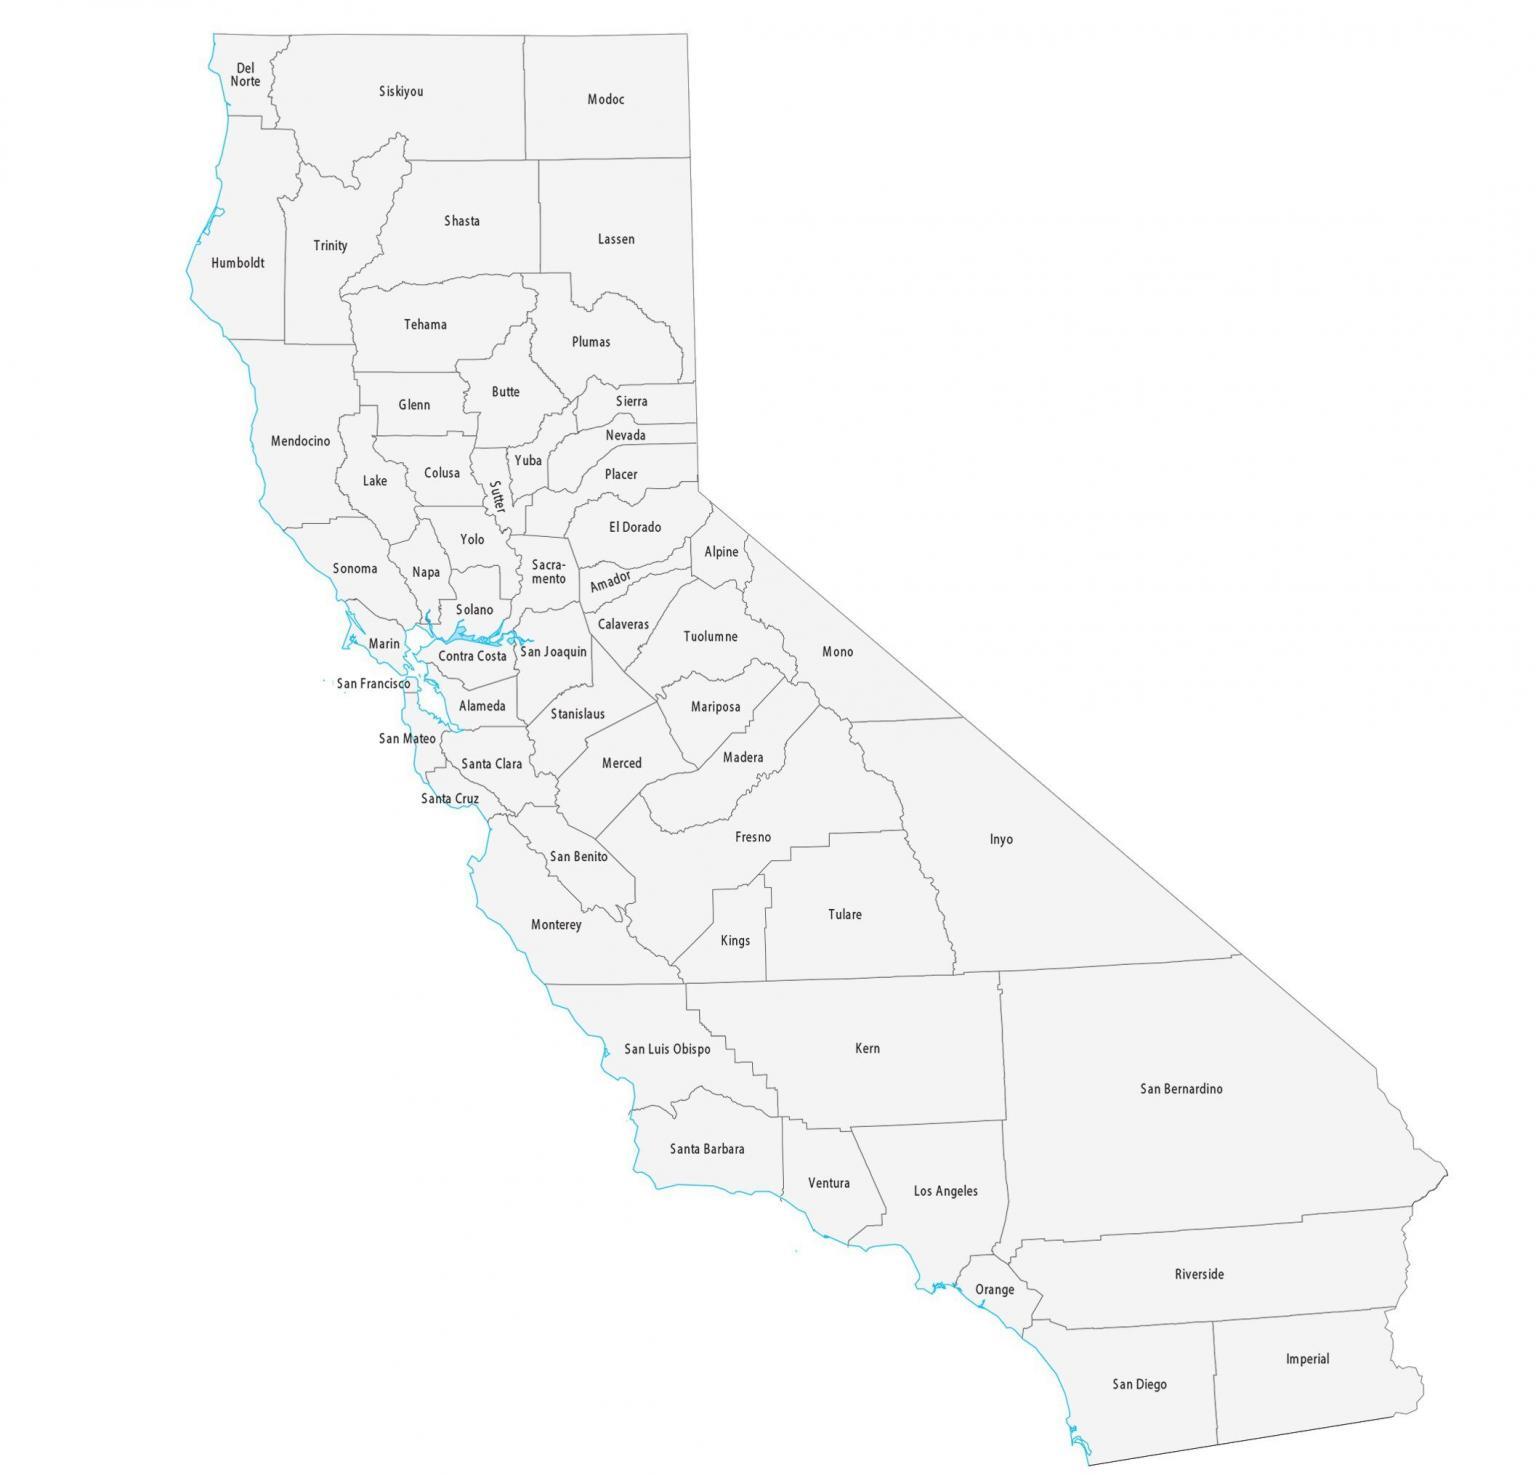 Del
Norte
Siskiyou
Modoc
Shasta
Lassen
Trinity
Humboldt
Tehama
Plumas
Butte
Sierra
Glenn
Nevada
Mendocino
Yuba
Colusa
Placer
Lake
Sutter
El Dorado
Yolo
Alpine
Sonoma
Napa
Sacra-
mento
Amador
Solano
Calaveras
Tuolumne
Marin
Contra Costa
San Joaquin
Mono
San Francisco
Alameda
Mariposa
Stanislaus
San Mateo
Santa Clara
Merced
Madera
Santa Cruz
Fresno
Inyo
San Benito
Tulare
Monterey
Kings
San Luis Obispo
Kern
San Bernardino
Santa Barbara
Ventura
Los Angeles
Riverside
Orange
Imperial
San Diego